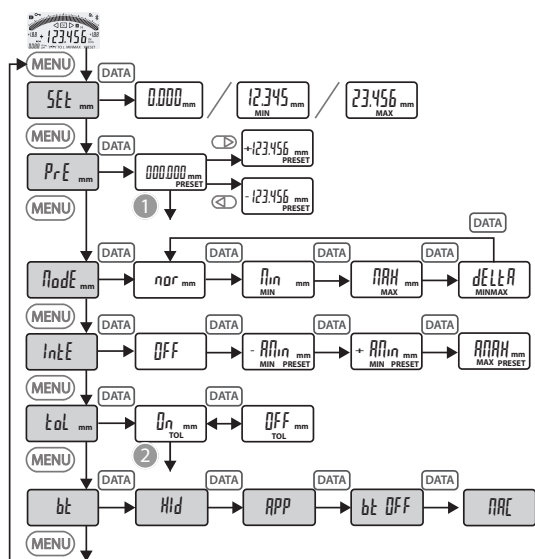 +123.456
MENU
DATA
SEt mm
0.000 mm
12.345 mm
MIN
23.456 mm
MAX
MENU
DATA
PrE mm
000.000 mm
PRESET
+123.456 mm
PRESET
-123.456 mm
PRESET
1
MENU
DATA
DATA
DATA
DATA
DATA
ModE mm
nor mm
Min mm
MIN
MAX mm
MAX
dELtA
MINMAX
MENU
DATA
DATA
DATA
DATA
IntE mm
OFF
- AMin mm
MIN PRESET
+ AMin mm
MIN PRESET
AMAX mm
MAX PRESET
MENU
DATA
DATA
toL mm
On mm
TOL
OFF mm
TOL
2
MENU
DATA
DATA
DATA
DATA
bt
HId
APP
bt OFF
MAC
MENU